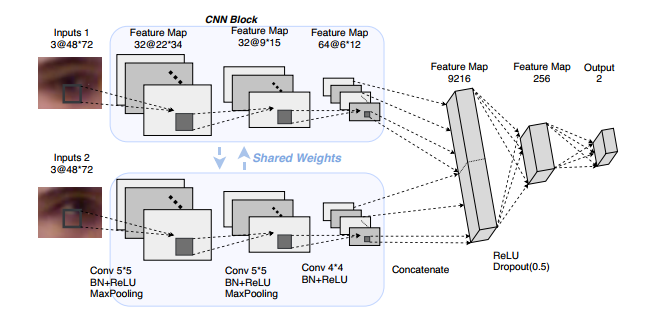 CNN Block
Inputs 1
3@48*72
Feature Map
32@22*34
Feature Map
32@9*15
Feature Map
64@6*12
Feature Map
9216
Feature Map
256
Output
2
Shared Weights
Inputs 2
3@48*72
Conv 5*5
BN+ReLU
MaxPooling
Conv 5*5
BN+ReLU
MaxPooling
Conv 4*4
BN+ReLU
Concatenate
ReLU
Dropout(0.5)